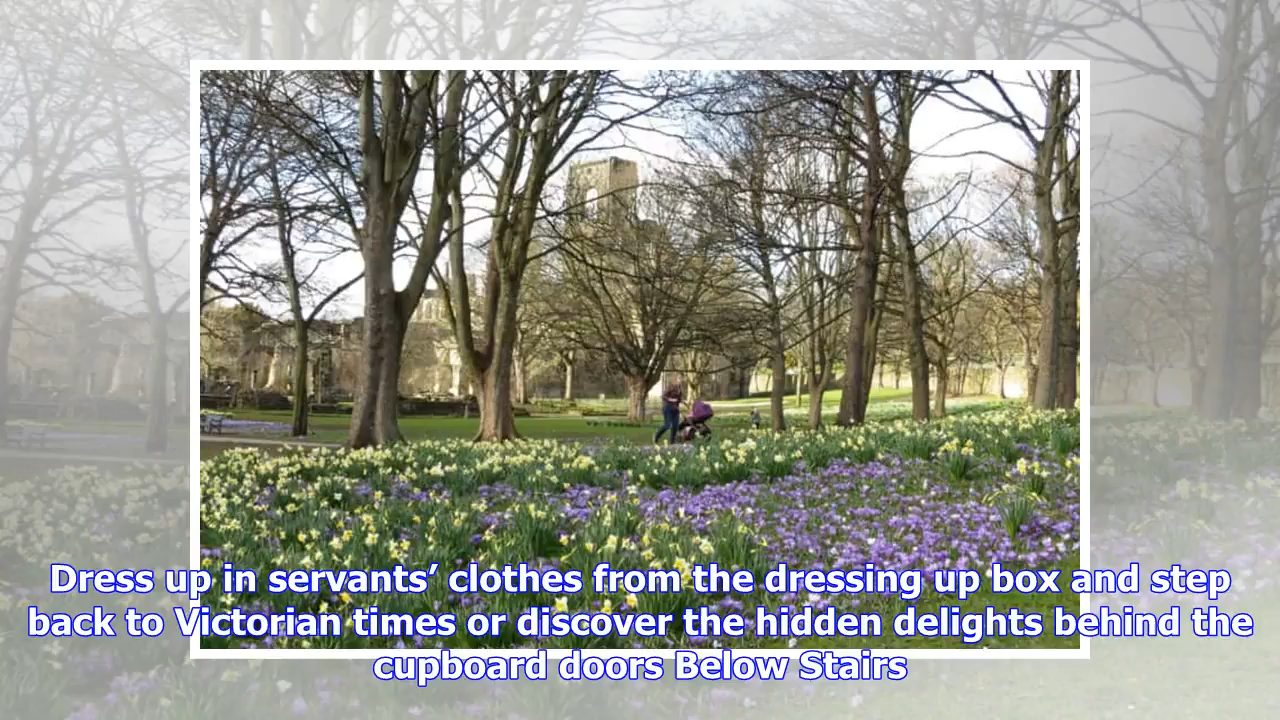 Dress up in servants’ clothes from the dressing up box and step
back to Victorian times or discover the hidden delights behind the
cupboard doors Below Stairs